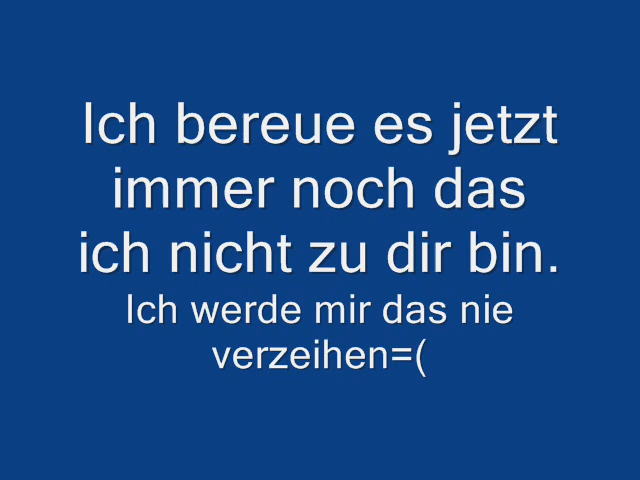 Ich bereue es jetzt
immer noch das
ich nicht zu dir bin.
Ich werde mir das nie
verzeihen=(